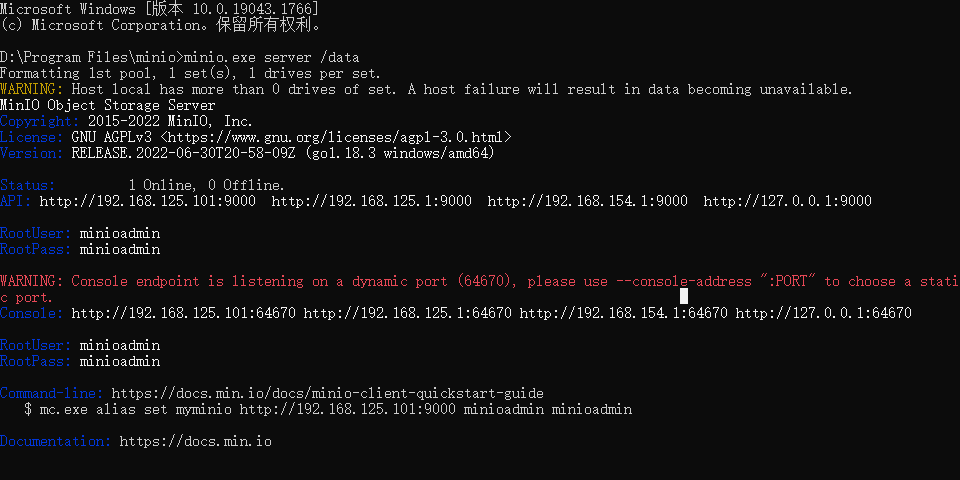 Microsoft Windows [版本 10.0.19043.1766]
(c) Microsoft Corporation。保留所有权利。
D:\Program Files\minio>minio.exe server /data
Formatting 1st pool, 1 set(s), 1 drives per set.
WARNING: Host local has more than 0 drives of set. A host failure will result in data becoming unavailable.
MinIO Object Storage Server
Copyright: 2015-2022 MinIO, Inc.
License: GNU AGPLv3 <https://www.gnu.org/licenses/agpl-3.0.html>
Version: RELEASE.2022-06-30T20-58-09Z (go1.18.3 windows/amd64)
Status:         1 Online, 0 Offline.
API: http://192.168.125.101:9000  http://192.168.125.1:9000  http://192.168.154.1:9000  http://127.0.0.1:9000
RootUser: minioadmin
RootPass: minioadmin
WARNING: Console endpoint is listening on a dynamic port (64670), please use --console-address ":PORT" to choose a stati
c port.
Console: http://192.168.125.101:64670 http://192.168.125.1:64670 http://192.168.154.1:64670 http://127.0.0.1:64670
RootUser: minioadmin
RootPass: minioadmin
Command-line: https://docs.min.io/docs/minio-client-quickstart-guide
   $ mc.exe alias set myminio http://192.168.125.101:9000 minioadmin minioadmin
Documentation: https://docs.min.io